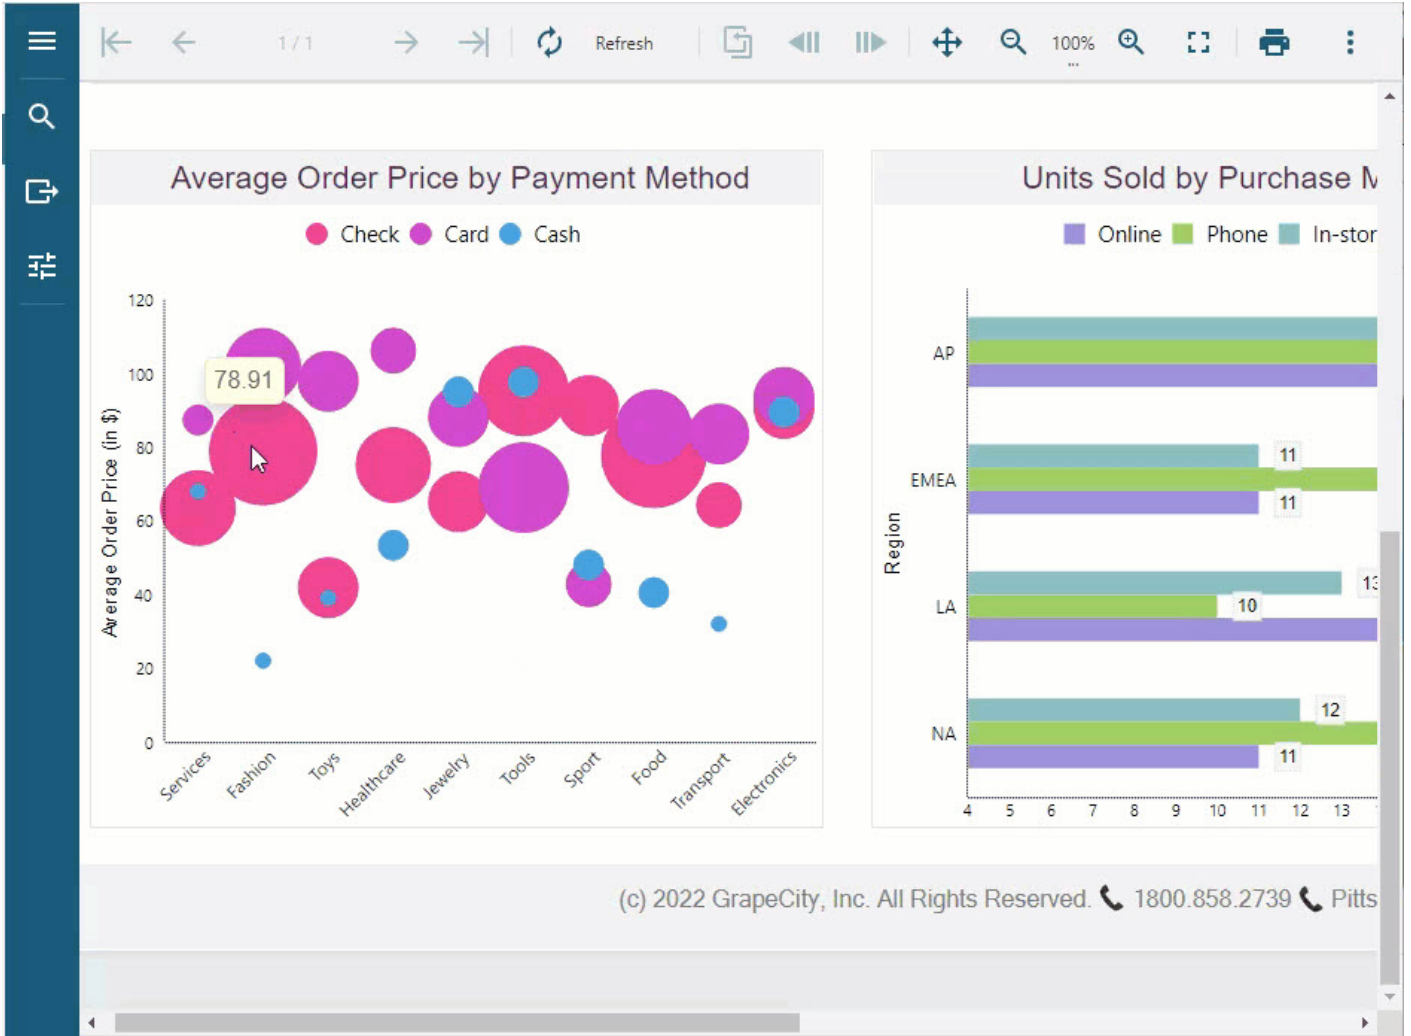 1 / 1
Refresh
100%
...
Average Order Price by Payment Method
Check Card Cash
Average Order Price (in $)
120
100
80
60
40
20
0
78.91
Services
Fashion
Toys
Healthcare
Jewelry
Tools
Sport
Food
Transport
Electronics
Units Sold by Purchase M
Online Phone In-stor
Region
AP
EMEA
11
11
LA
13
10
NA
12
11
4 5 6 7 8 9 10 11 12 13
(c) 2022 GrapeCity, Inc. All Rights Reserved. 1800.858.2739 Pitts